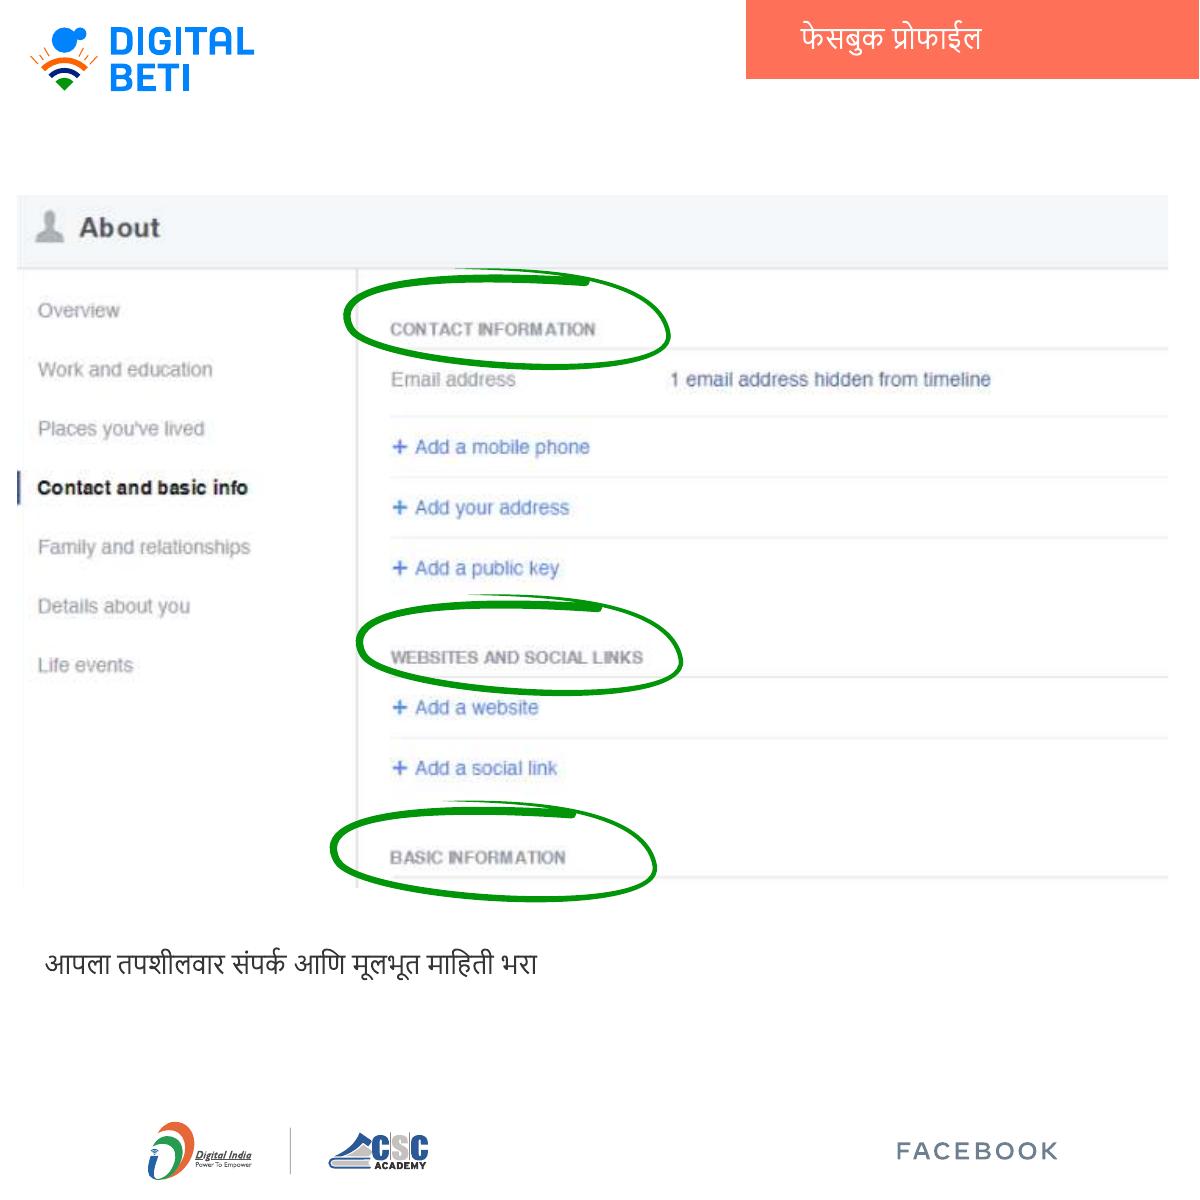 DIGITAL
BETI
फेसबुक प्रोफाईल
About
Overview
Work and education
Places you've lived
Contact and basic info
Family and relationships
Details about you
Life events
CONTACT INFORMATION
Email address 1 email address hidden from timeline
+ Add a mobile phone
+ Add your address
+ Add a public key
WEBSITES AND SOCIAL LINKS
+ Add a website
+ Add a social link
BASIC INFORMATION
आपला तपशीलवार संपर्क आणि मूलभूत माहिती भरा
Digital India
Power To Empower
CSC
ACADEMY
FACEBOOK